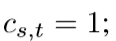 c_{s,t} = 1;